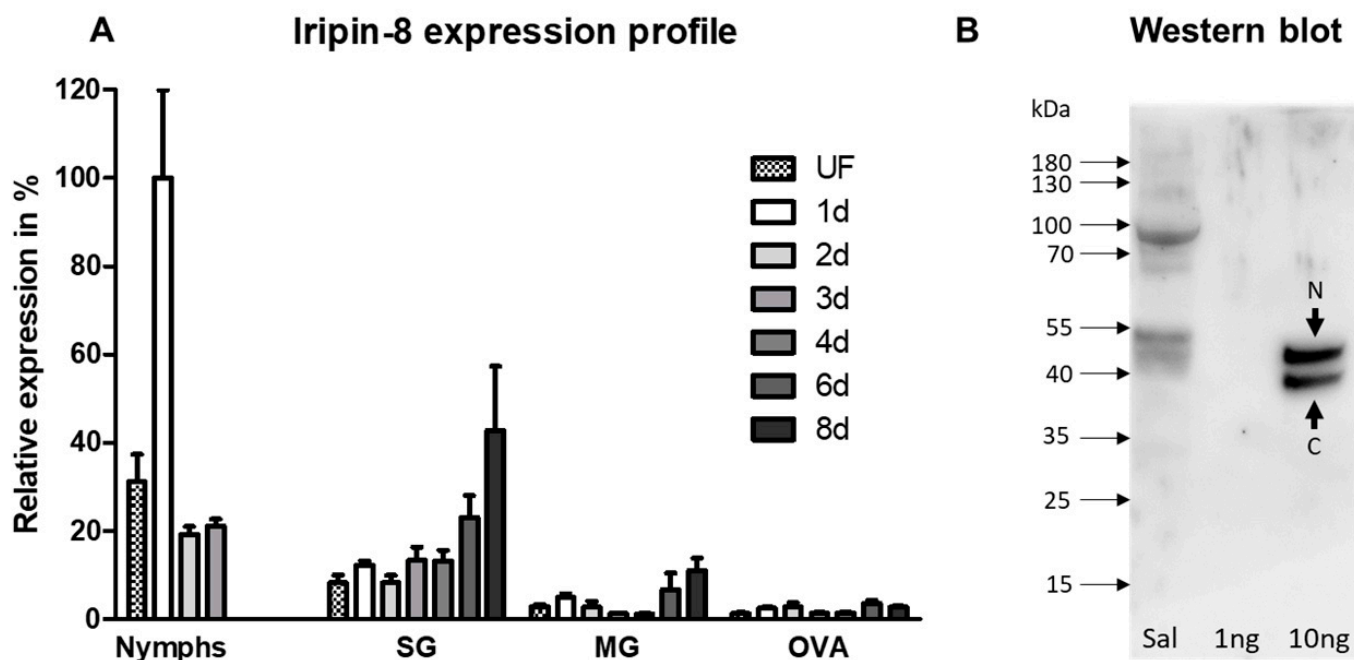 A Iripin-8 expression profile
Relative expression in %
120
100
80
60
40
20
0
Nymphs SG MG OVA
UF
1d
2d
3d
4d
6d
8d
B Western blot
kDa
180
130
100
70
55
40
35
25
15
N
C
Sal 1ng 10ng